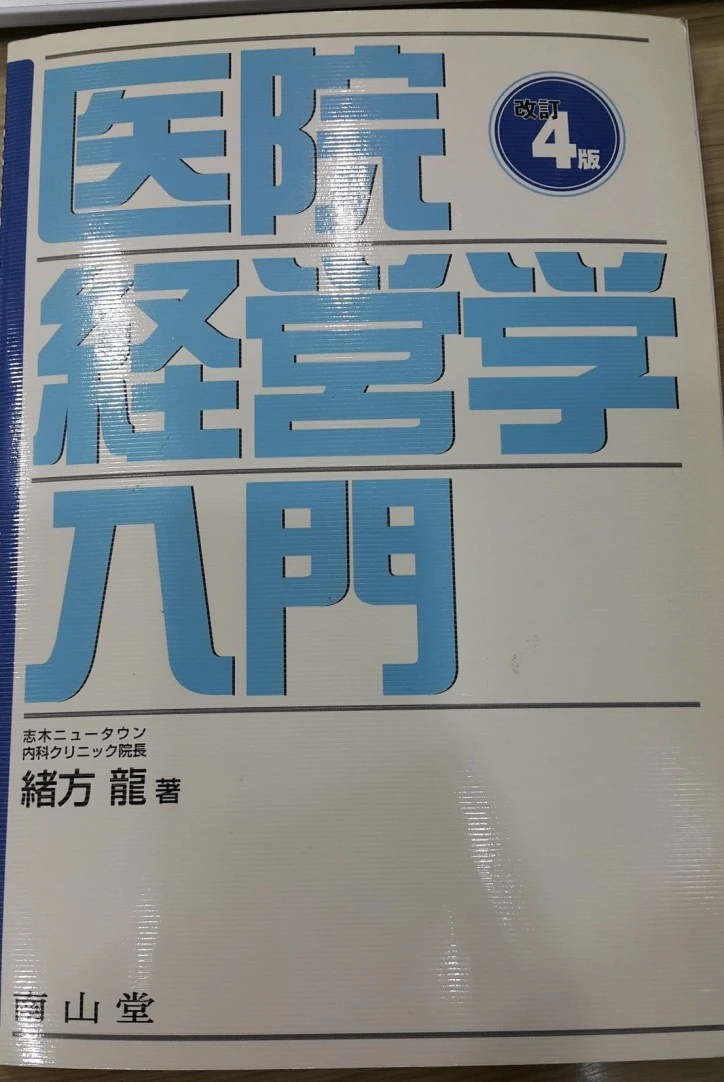 医院
改訂
4版
経営学
入門
志木ニュータウン
内科クリニック院長
緒方 龍 著
南山堂